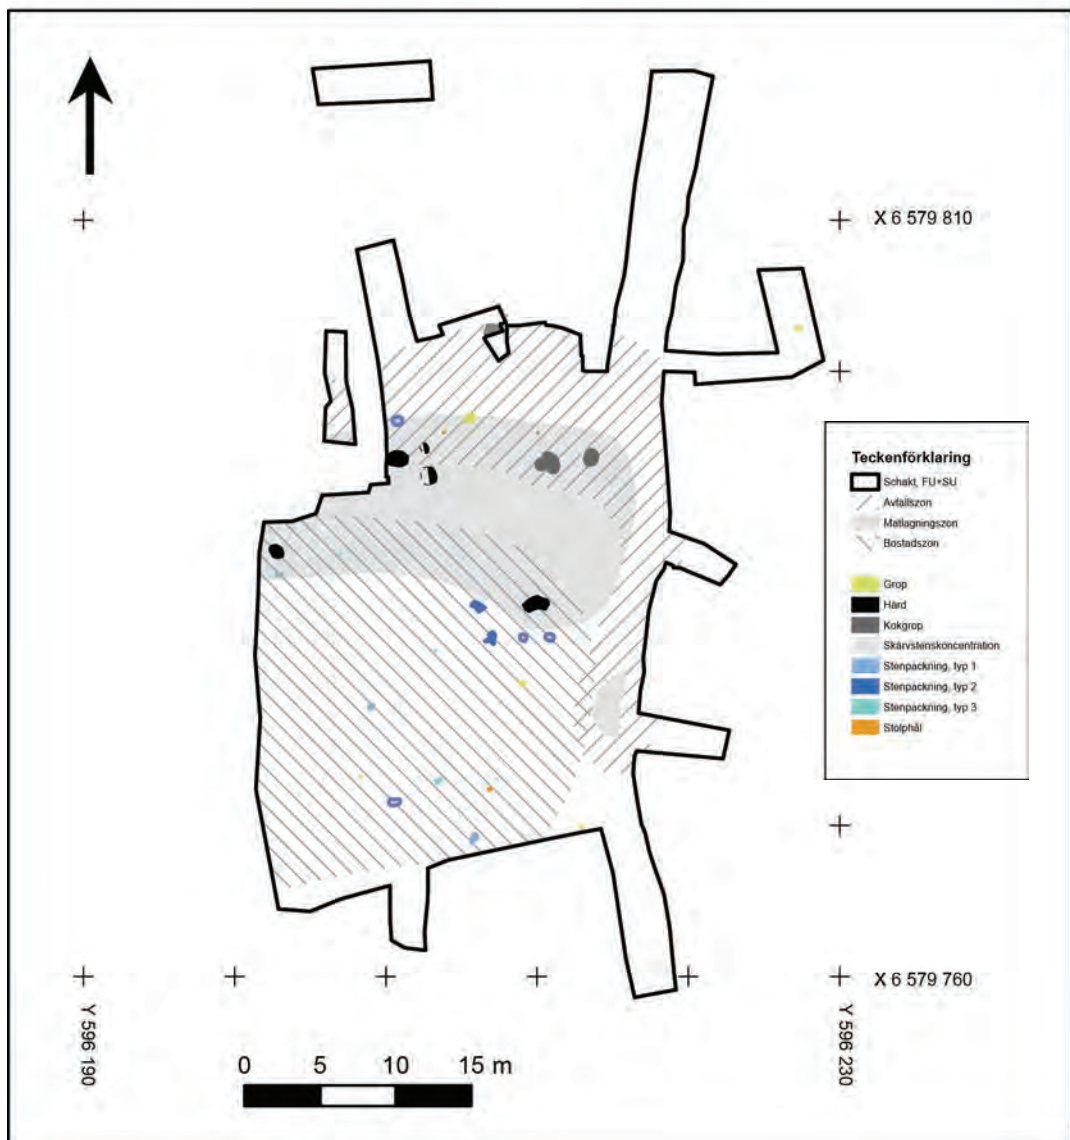 X 6 579 810
Teckenförklaring
Schakt, FU+SU
Avfallszon
Matlagningszon
Bostadszon
Grop
Härd
Kokgrop
Skärvstenskoncentration
Stenpackning, typ 1
Stenpackning, typ 2
Stenpackning, typ 3
Stolphål
X 6 579 760
Y 596 190
Y 596 230
0 5 10 15 m